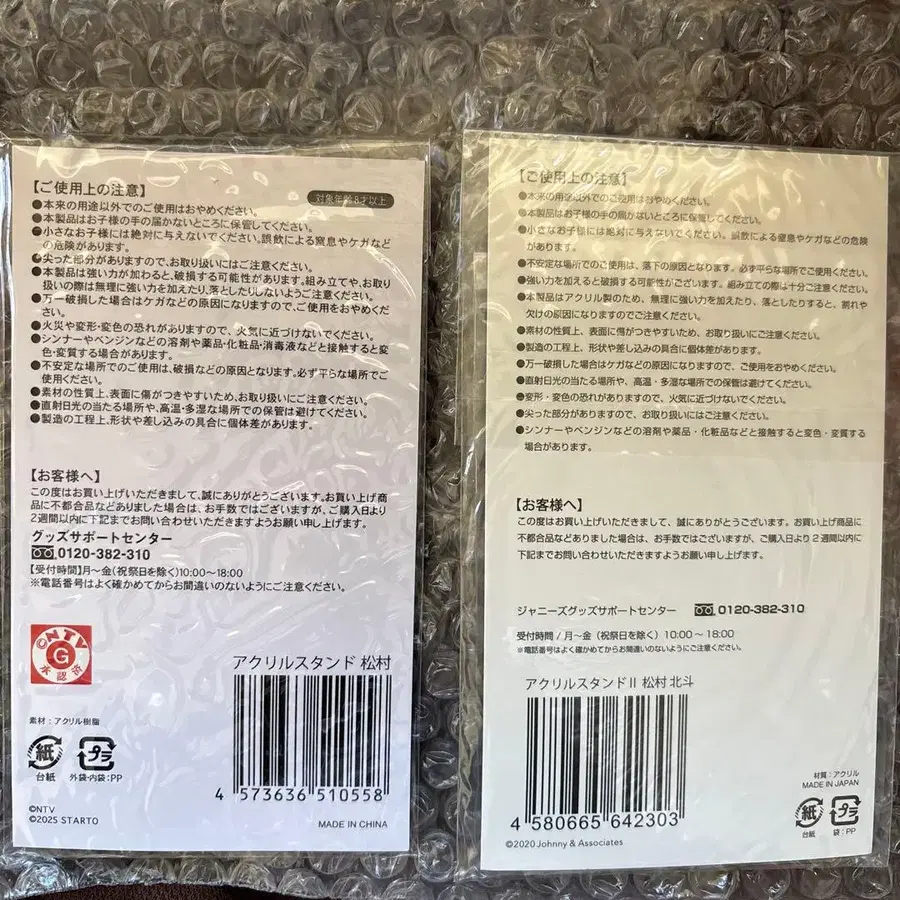 【ご使用上の注意】
対象年齢8才以上
●本来の用途以外でのご使用はおやめください。
●本製品はお子様の手の届かないところに保管してください。
●小さなお子様には絶対に与えないでください。誤飲による窒息やケガなど
の危険があります。
●尖った部分がありますので、お取り扱いにはご注意ください。
●本製品は強い力が加わると、破損する可能性があります。組み立てや、お取り
扱いの際は無理に強い力を加えたり、落としたりしないようご注意ください。
●万一破損した場合はケガなどの原因になりますので、ご使用をおやめくだ
さい。
●火災や変形・変色の恐れがありますので、火気に近づけないでください。
●シンナーやベンジンなどの溶剤や薬品・化粧品・消毒液などと接触すると変
色・変質する場合があります。
●不安定な場所でのご使用は、破損などの原因となります。必ず平らな場所でご
使用ください。
●素材の性質上、表面に傷がつきやすいため、お取り扱いにご注意ください。
●直射日光の当たる場所や、高温・多湿な場所での保管は避けてください。
●製造の工程上、形状や差し込みの具合に個体差があります。
【お客様へ】
この度はお買い上げいただきまして、誠にありがとうございます。お買い上げ商品
に不都合品などありました場合は、お手数ではございますが、ご購入日より
2週間以内に下記までお問い合わせいただきますようお願い申し上げます。
グッズサポートセンター
0120-382-310
【受付時間】月〜金（祝祭日を除く）10:00〜18:00
※電話番号はよく確かめてからお間違いのないようにご注意ください。
©NTV
G
承認済
アクリルスタンド 松村
素材：アクリル樹脂
紙
プラ
台紙
外袋・内袋：PP
4 573636 510558
©NTV
©2025 STARTO
MADE IN CHINA
【ご使用上の注意】
●本来の用途以外でのご使用はおやめください。
●本製品はお子様の手の届かないところに保管してください。
●小さなお子様には絶対に与えないでください。誤飲による窒息やケガなどの危険
があります。
●不安定な場所でのご使用は、落下の原因となります。必ず平らな場所でご使用ください。
●強い力を加えると破損する可能性がございます。組み立ての際は十分ご注意ください。
●本製品はアクリル製のため、無理に強い力を加えたり、落としたりすると、割れや
欠けの原因になりますのでご注意ください。
●素材の性質上、表面に傷がつきやすいため、お取り扱いにご注意ください。
●製造の工程上、形状や差し込みの具合に個体差があります。
●万一破損した場合はケガなどの原因になりますので、ご使用をおやめください。
●直射日光の当たる場所や、高温・多湿な場所での保管は避けてください。
●変形・変色の恐れがありますので、火気に近づけないでください。
●尖った部分がありますので、お取り扱いにはご注意ください。
●シンナーやベンジンなどの溶剤や薬品・化粧品などと接触すると変色・変質する
場合があります。
【お客様へ】
この度はお買い上げいただきまして、誠にありがとうございます。お買い上げ商品に
不都合品などありました場合は、お手数ではございますが、ご購入日より2週間以内に
下記までお問い合わせいただきますようお願い申し上げます。
ジャニーズグッズサポートセンター 0120-382-310
受付時間 / 月〜金（祝祭日を除く）10:00〜18:00
※電話番号はよく確かめてからお間違いのないようにご注意ください。
アクリルスタンドII 松村 北斗
4 580665 642303
©2020 Johnny & Associates
材質：アクリル
MADE IN JAPAN
紙
プラ
台紙
袋：PP